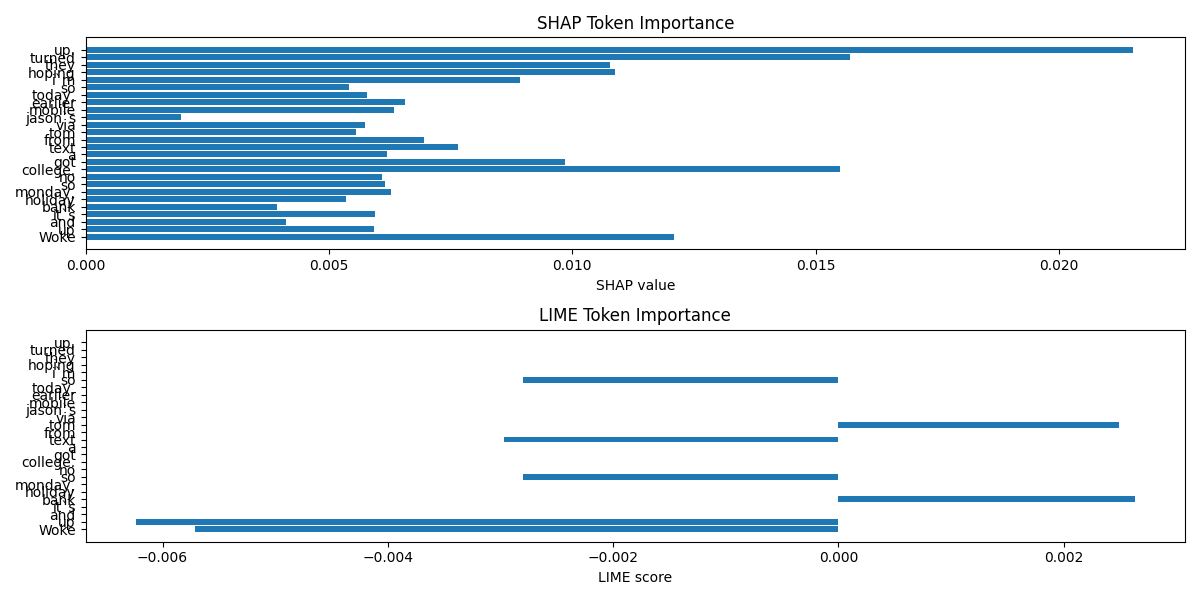 SHAP Token Importance
up
turned
they
hoping
i m
so
today
earlier
mobile
jason s
via
tom
from
text
a
got
college
no
so
monday
holiday
bank
it s
and
up
Woke
0.000 0.005 0.010 0.015 0.020
SHAP value
LIME Token Importance
up
turned
they
hoping
i m
so
today
earlier
mobile
jason s
via
tom
from
text
a
got
college
no
so
monday
holiday
bank
it s
and
up
Woke
−0.006 −0.004 −0.002 0.000 0.002
LIME score